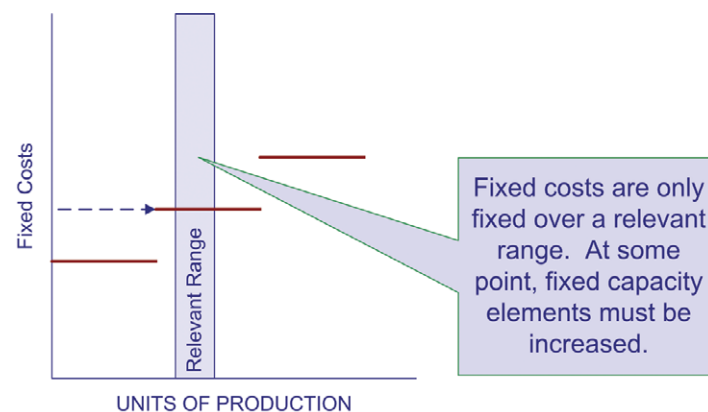 Fixed Costs
Relevant Range
Fixed costs are only
fixed over a relevant
range. At some
point, fixed capacity
elements must be
increased.
UNITS OF PRODUCTION